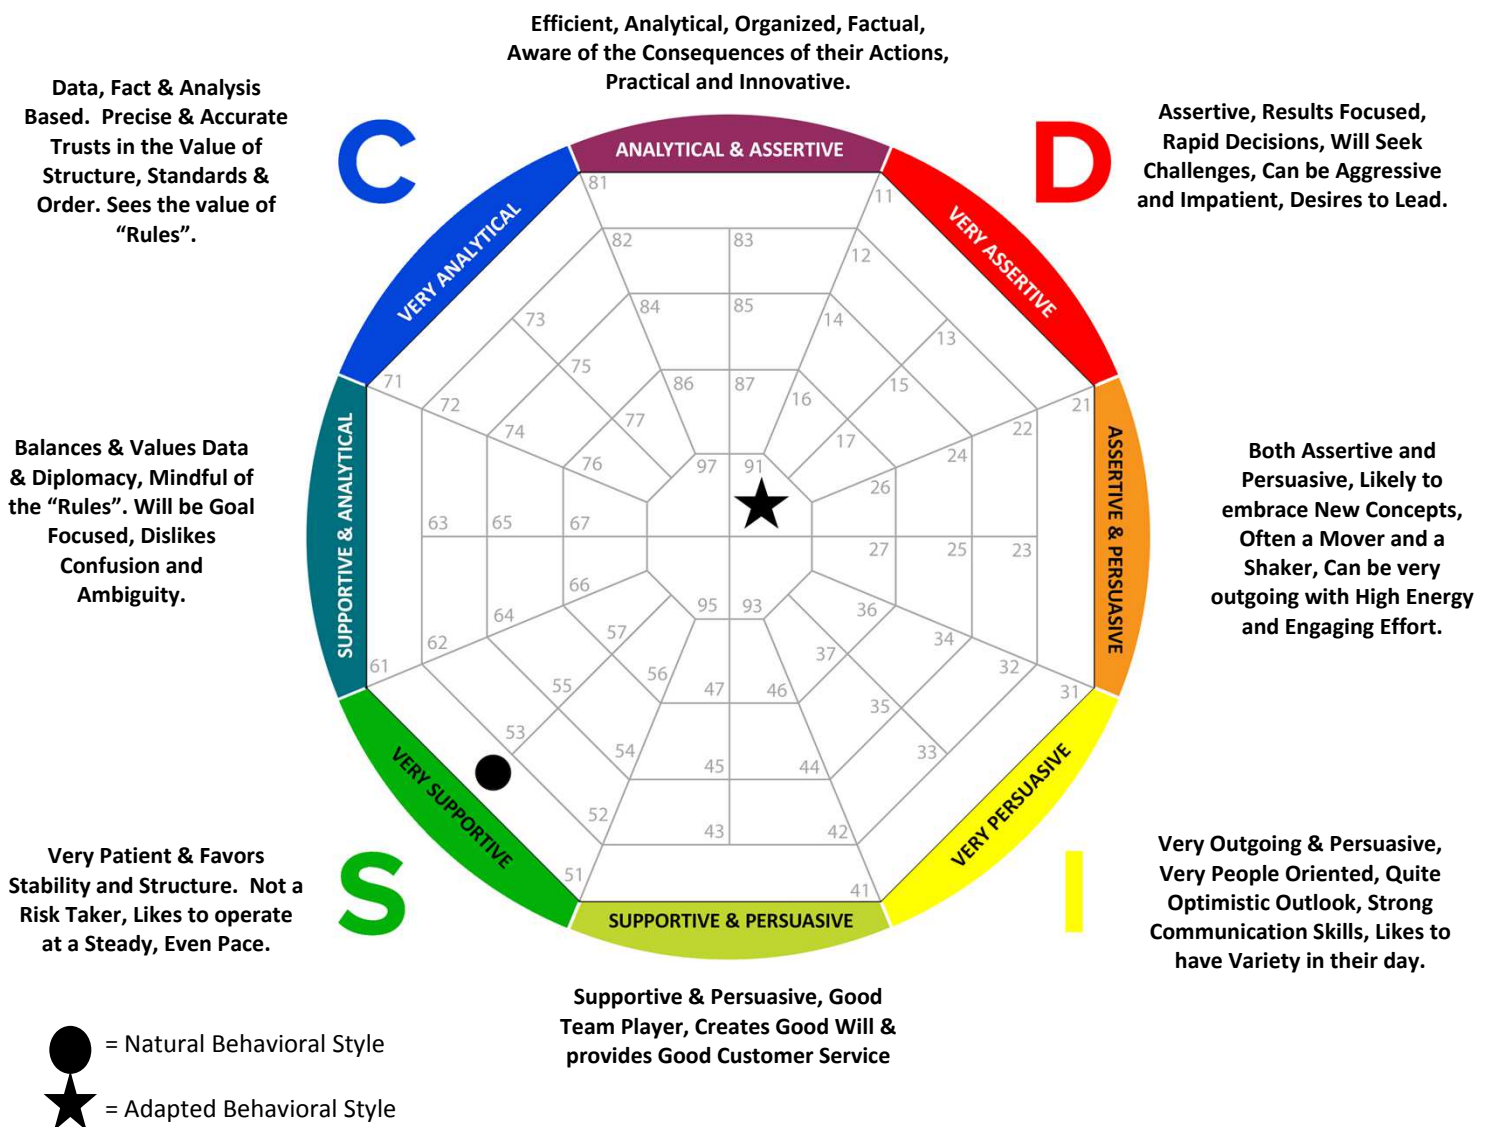 Efficient, Analytical, Organized, Factual,
Aware of the Consequences of their Actions,
Practical and Innovative.
Data, Fact & Analysis
Based. Precise & Accurate
Trusts in the Value of
Structure, Standards &
Order. Sees the value of
“Rules”.
C
D
Assertive, Results Focused,
Rapid Decisions, Will Seek
Challenges, Can be Aggressive
and Impatient, Desires to Lead.
ANALYTICAL & ASSERTIVE
VERY ANALYTICAL
VERY ASSERTIVE
81
11
82
83
12
84
85
14
73
13
75
15
71
86
87
16
21
72
77
17
22
74
76
97
91
24
26
63
65
67
27
25
23
66
64
95
93
36
62
57
37
34
61
56
47
46
32
31
55
35
53
54
45
44
33
52
43
42
51
41
SUPPORTIVE & ANALYTICAL
ASSERTIVE & PERSUASIVE
Balances & Values Data
& Diplomacy, Mindful of
the “Rules”. Will be Goal
Focused, Dislikes
Confusion and
Ambiguity.
Both Assertive and
Persuasive, Likely to
embrace New Concepts,
Often a Mover and a
Shaker, Can be very
outgoing with High Energy
and Engaging Effort.
VERY SUPPORTIVE
VERY PERSUASIVE
SUPPORTIVE & PERSUASIVE
Very Patient & Favors
Stability and Structure. Not a
Risk Taker, Likes to operate
at a Steady, Even Pace.
S
I
Very Outgoing & Persuasive,
Very People Oriented, Quite
Optimistic Outlook, Strong
Communication Skills, Likes to
have Variety in their day.
Supportive & Persuasive, Good
Team Player, Creates Good Will &
provides Good Customer Service
= Natural Behavioral Style
= Adapted Behavioral Style